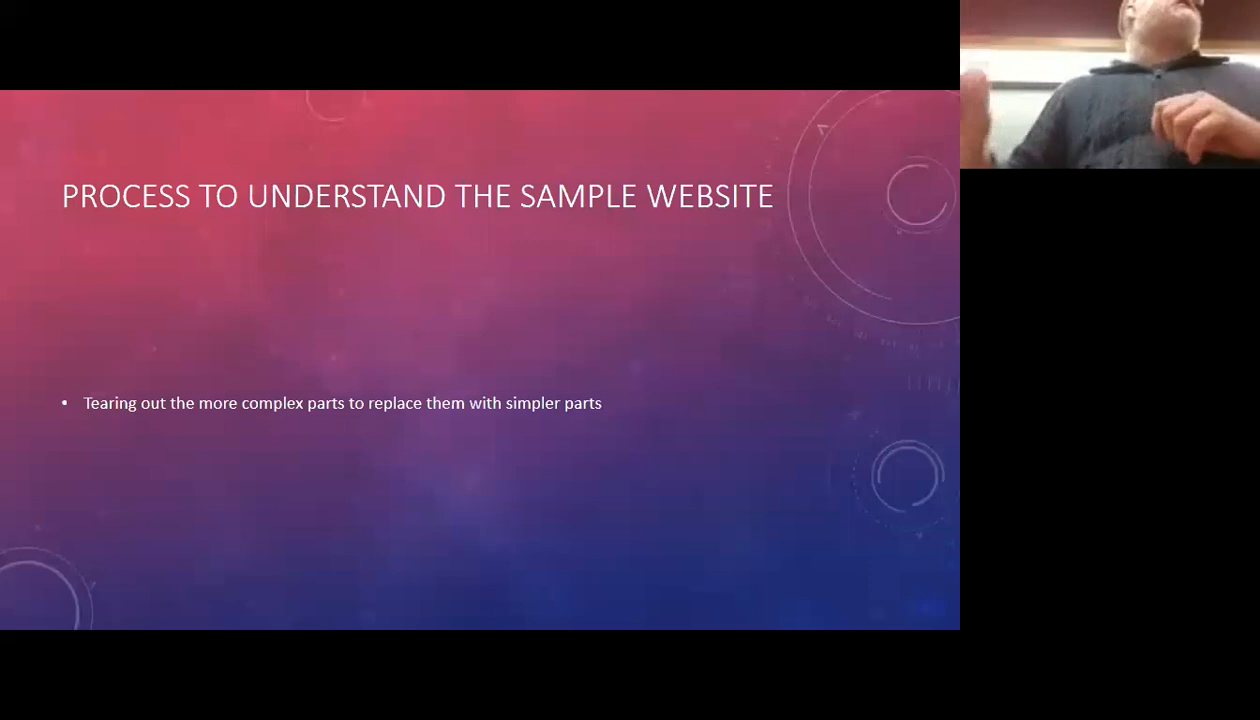 PROCESS TO UNDERSTAND THE SAMPLE WEBSITE
• Tearing out the more complex parts to replace them with simpler parts